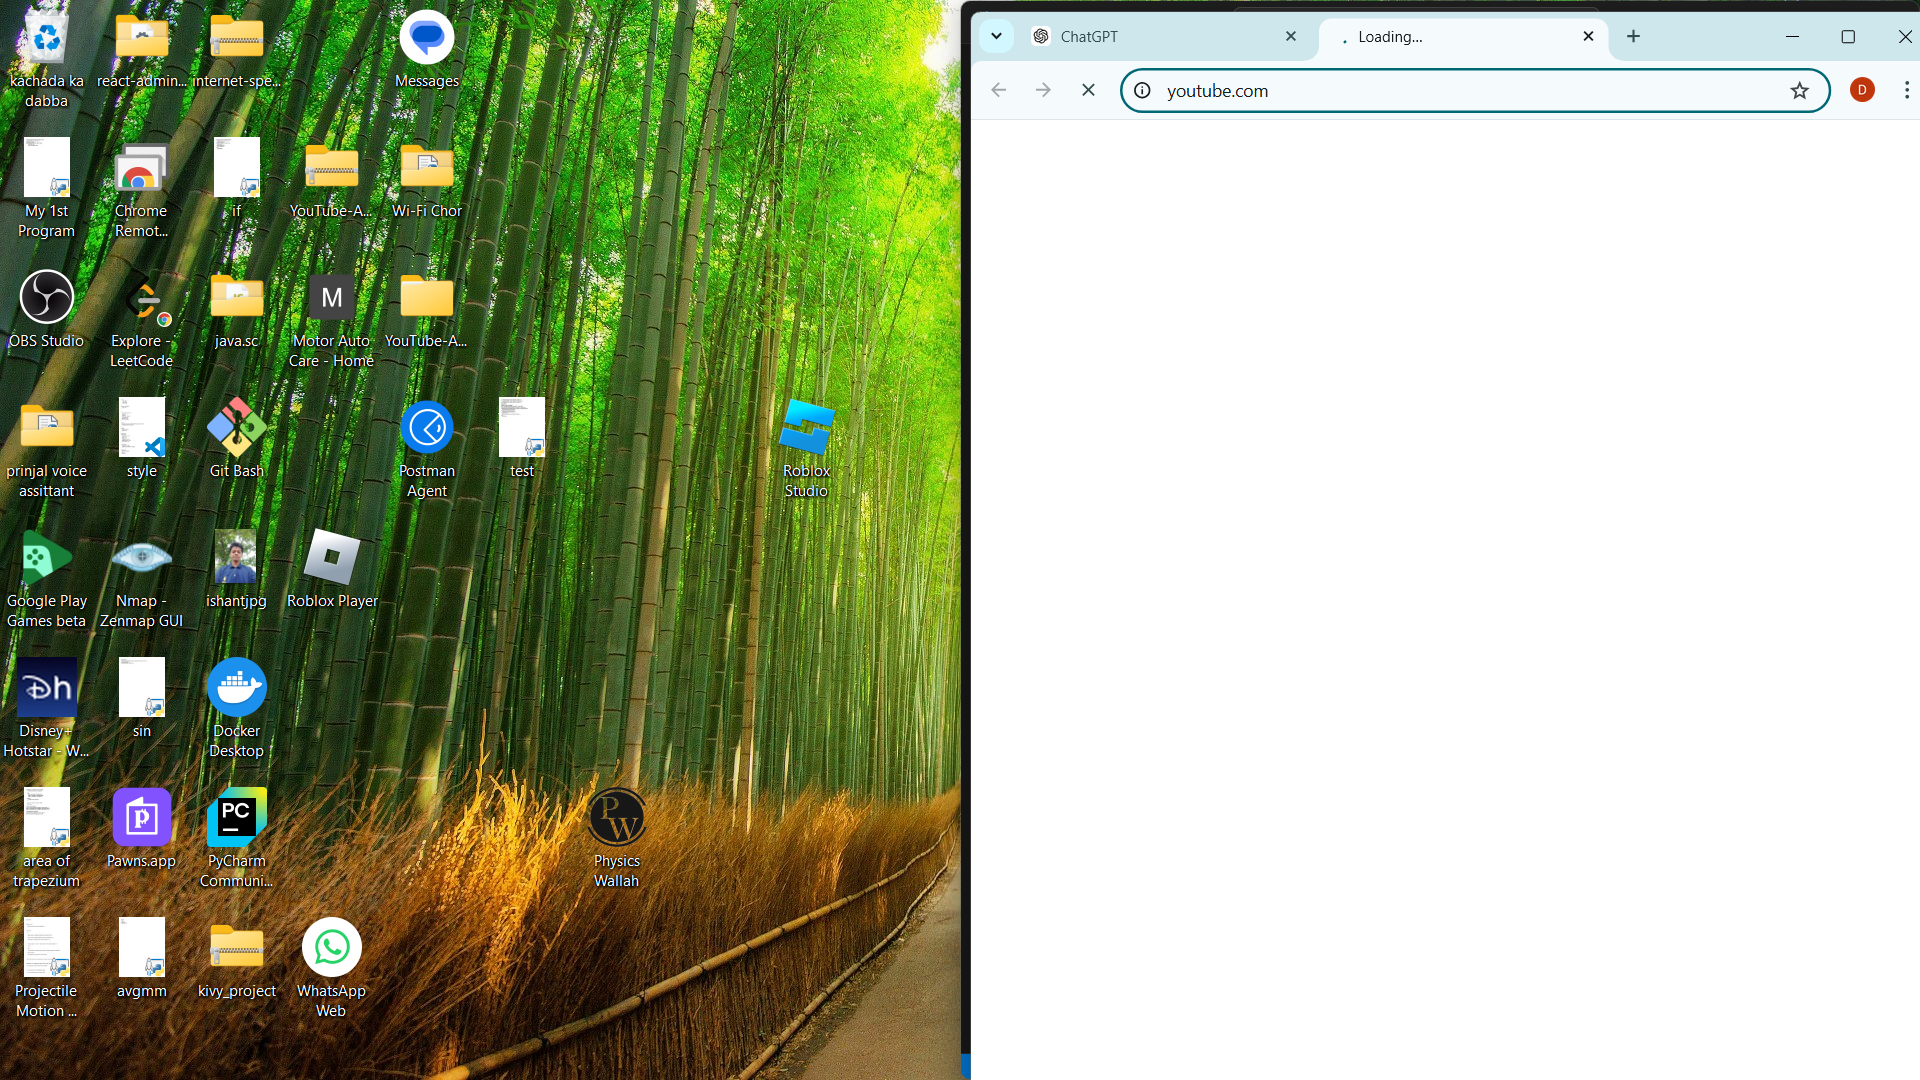 kachada ka
dabba
react-admin...
internet-spe...
Messages
My 1st
Program
Chrome
Remot...
if
YouTube-A...
Wi-Fi Chor
OBS Studio
Explore -
LeetCode
java.sc
M
Motor Auto
Care - Home
YouTube-A...
prinjal voice
assittant
style
Git Bash
Postman
Agent
test
Roblox
Studio
Google Play
Games beta
Nmap -
Zenmap GUI
ishantjpg
Roblox Player
Dh
Disney+
Hotstar - W...
sin
Docker
Desktop
area of
trapezium
Pawns.app
PC
PyCharm
Communi...
PW
Physics
Wallah
Projectile
Motion ...
avgmm
kivy_project
WhatsApp
Web
ChatGPT
Loading...
youtube.com
D